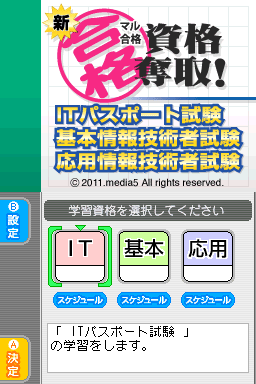 新
マル合格
合格
資格
奪取!
ITパスポート試験
基本情報技術者試験
応用情報技術者試験
© 2011.media5 All rights reserved.
学習資格を選択してください
B 設定
IT
基本
応用
スケジュール
スケジュール
スケジュール
A 決定
「 ITパスポート試験 」
の学習をします。